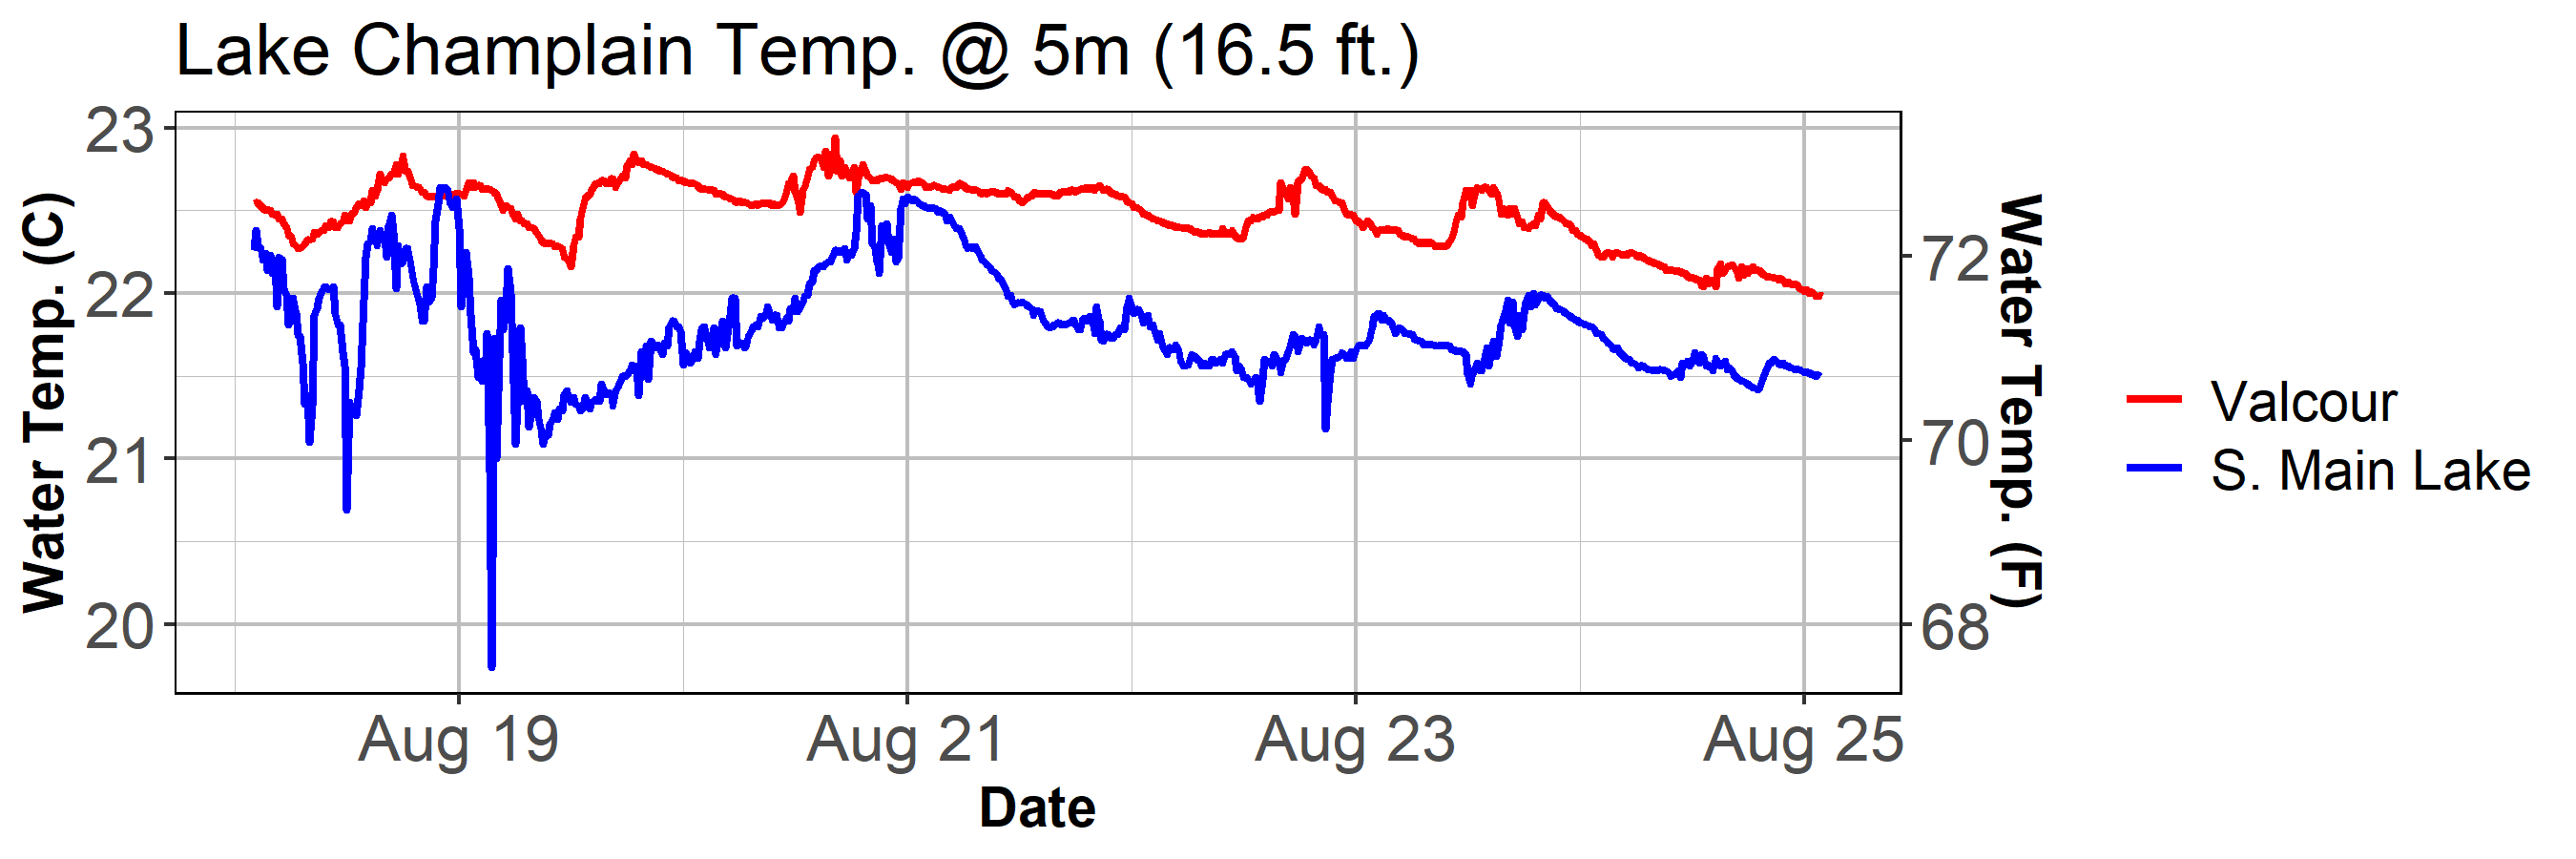 Lake Champlain Temp. @ 5m (16.5 ft.)
Water Temp. (C)
23
22
21
20
72
70
68
Water Temp. (F)
Aug 19
Aug 21
Aug 23
Aug 25
Date
Valcour
S. Main Lake